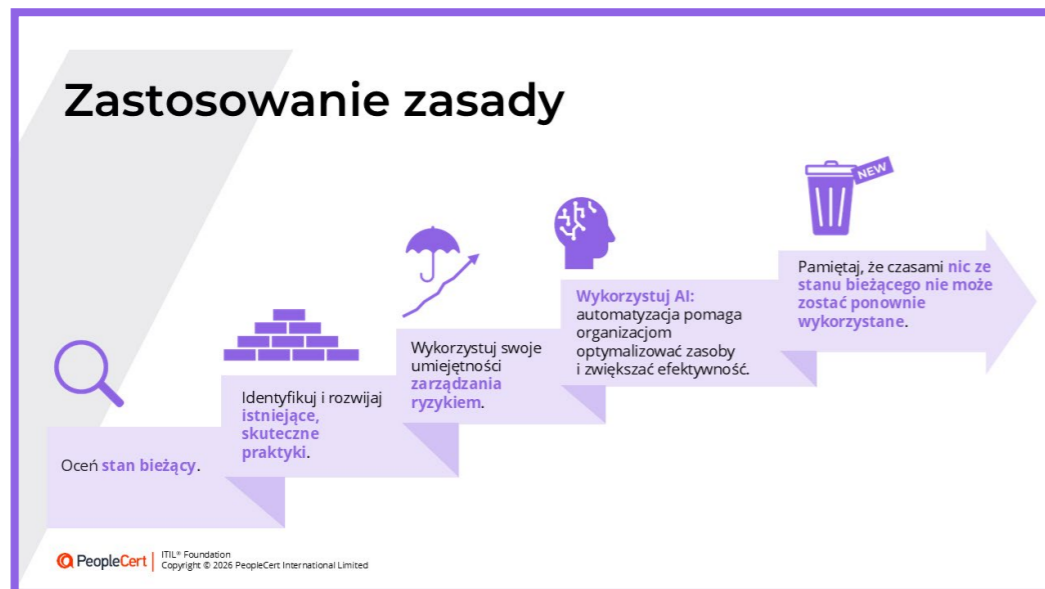 Zastosowanie zasady
NEW
Pamiętaj, że czasami nic ze
stanu bieżącego nie może
zostać ponownie
wykorzystane.
Wykorzystuj AI:
automatyzacja pomaga
organizacjom
optymalizować zasoby
i zwiększać efektywność.
Wykorzystuj swoje
umiejętności
zarządzania
ryzykiem.
Identyfikuj i rozwijaj
istniejące,
skuteczne
praktyki.
Oceń stan bieżący.
PeopleCert
ITIL® Foundation
Copyright © 2026 PeopleCert International Limited